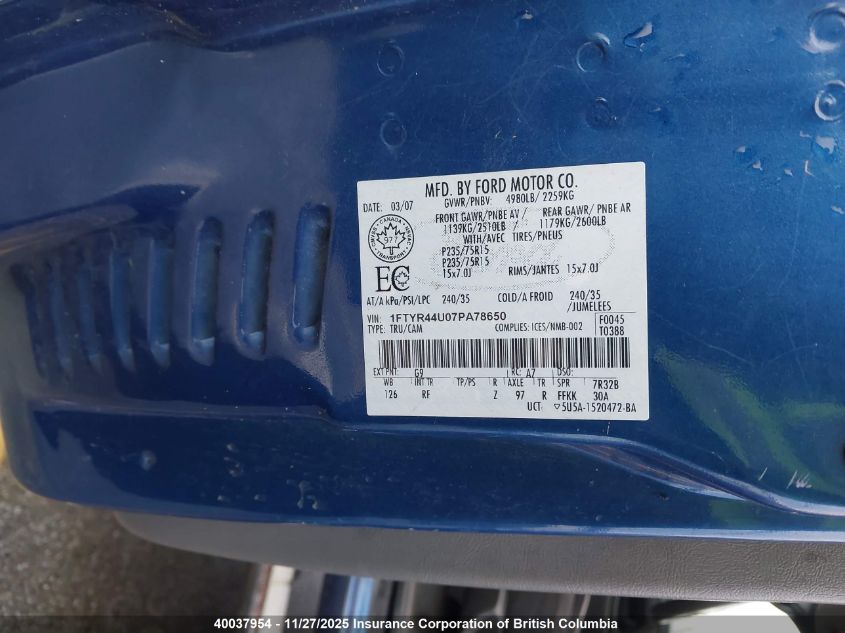 MFD. BY FORD MOTOR CO.
DATE: 03/07 GVWR/PNBV: 4980LB/ 2259KG
FRONT GAWR/PNBE AV / REAR GAWR/ PNBE AR
1139KG/2510LB 1179KG/2600LB
WITH/AVEC TIRES/PNEUS
P235/75R15
P235/75R15
15x7.0J RIMS/JANTES 15x7.0J
CANADA
977
TRANSPORT
EC
AT/A kPa/PSI/LPC 240/35 COLD/A FROID 240/35
/JUMELEES
VIN: 1FTYR44U07PA78650 F0045
TYPE: TRU/CAM COMPLIES: ICES/NMB-002 T0388
EXT PNT: G9 RC: A7 DSO:
WB INT TR TP/PS R AXLE TR SPR 7R32B
126 RF Z 97 R FFKK 30A
UCT ▽5U5A-1520472-BA
40037954 - 11/27/2025 Insurance Corporation of British Columbia